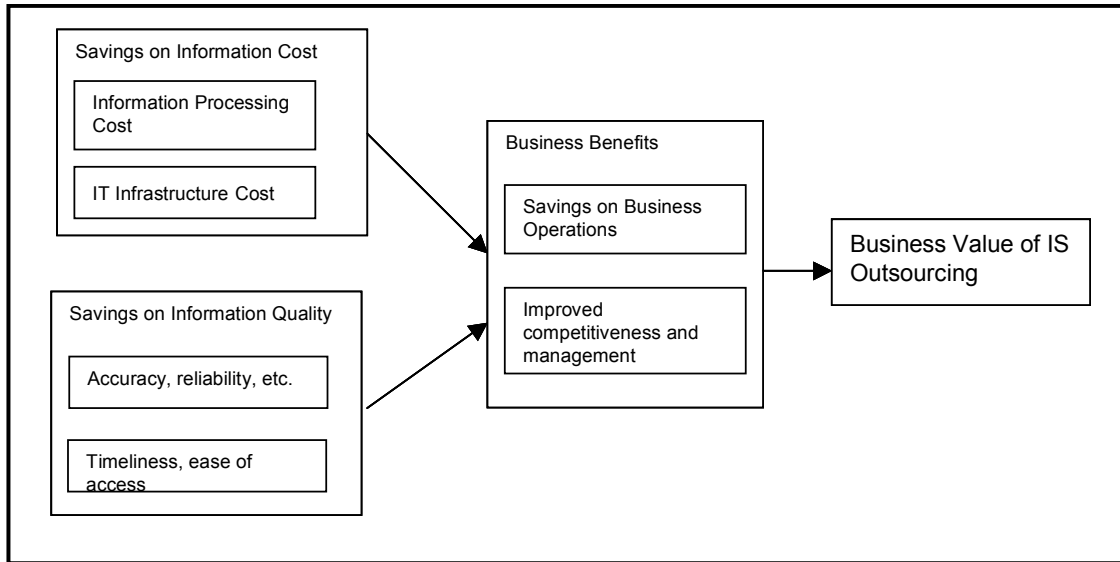 Savings on Information Cost
Information Processing
Cost
IT Infrastructure Cost
Savings on Information Quality
Accuracy, reliability, etc.
Timeliness, ease of
access
Business Benefits
Savings on Business
Operations
Improved
competitiveness and
management
Business Value of IS
Outsourcing